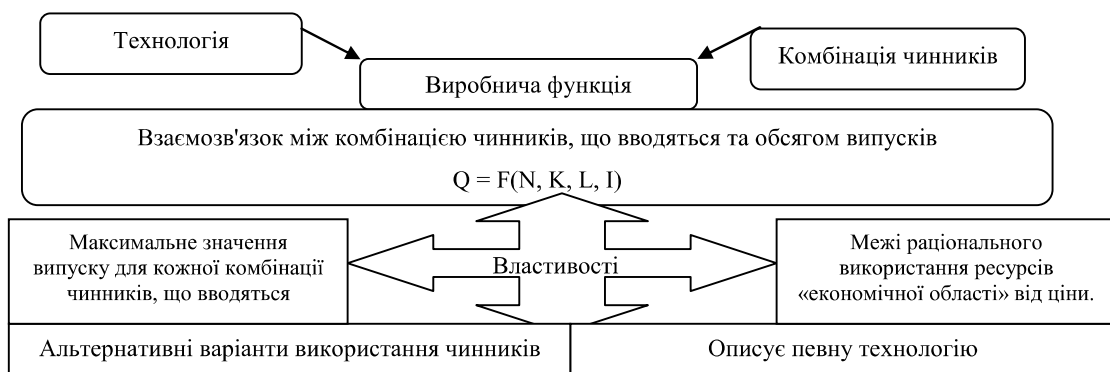 Технологія
Комбінація чинників
Виробнича функція
Взаємозв'язок між комбінацією чинників, що вводяться та обсягом випусків
Q = F(N, K, L, I)
Максимальне значення
випуску для кожної комбінації
чинників, що вводяться
Властивості
Межі раціонального
використання ресурсів
«економічної області» від ціни.
Альтернативні варіанти використання чинників
Описує певну технологію